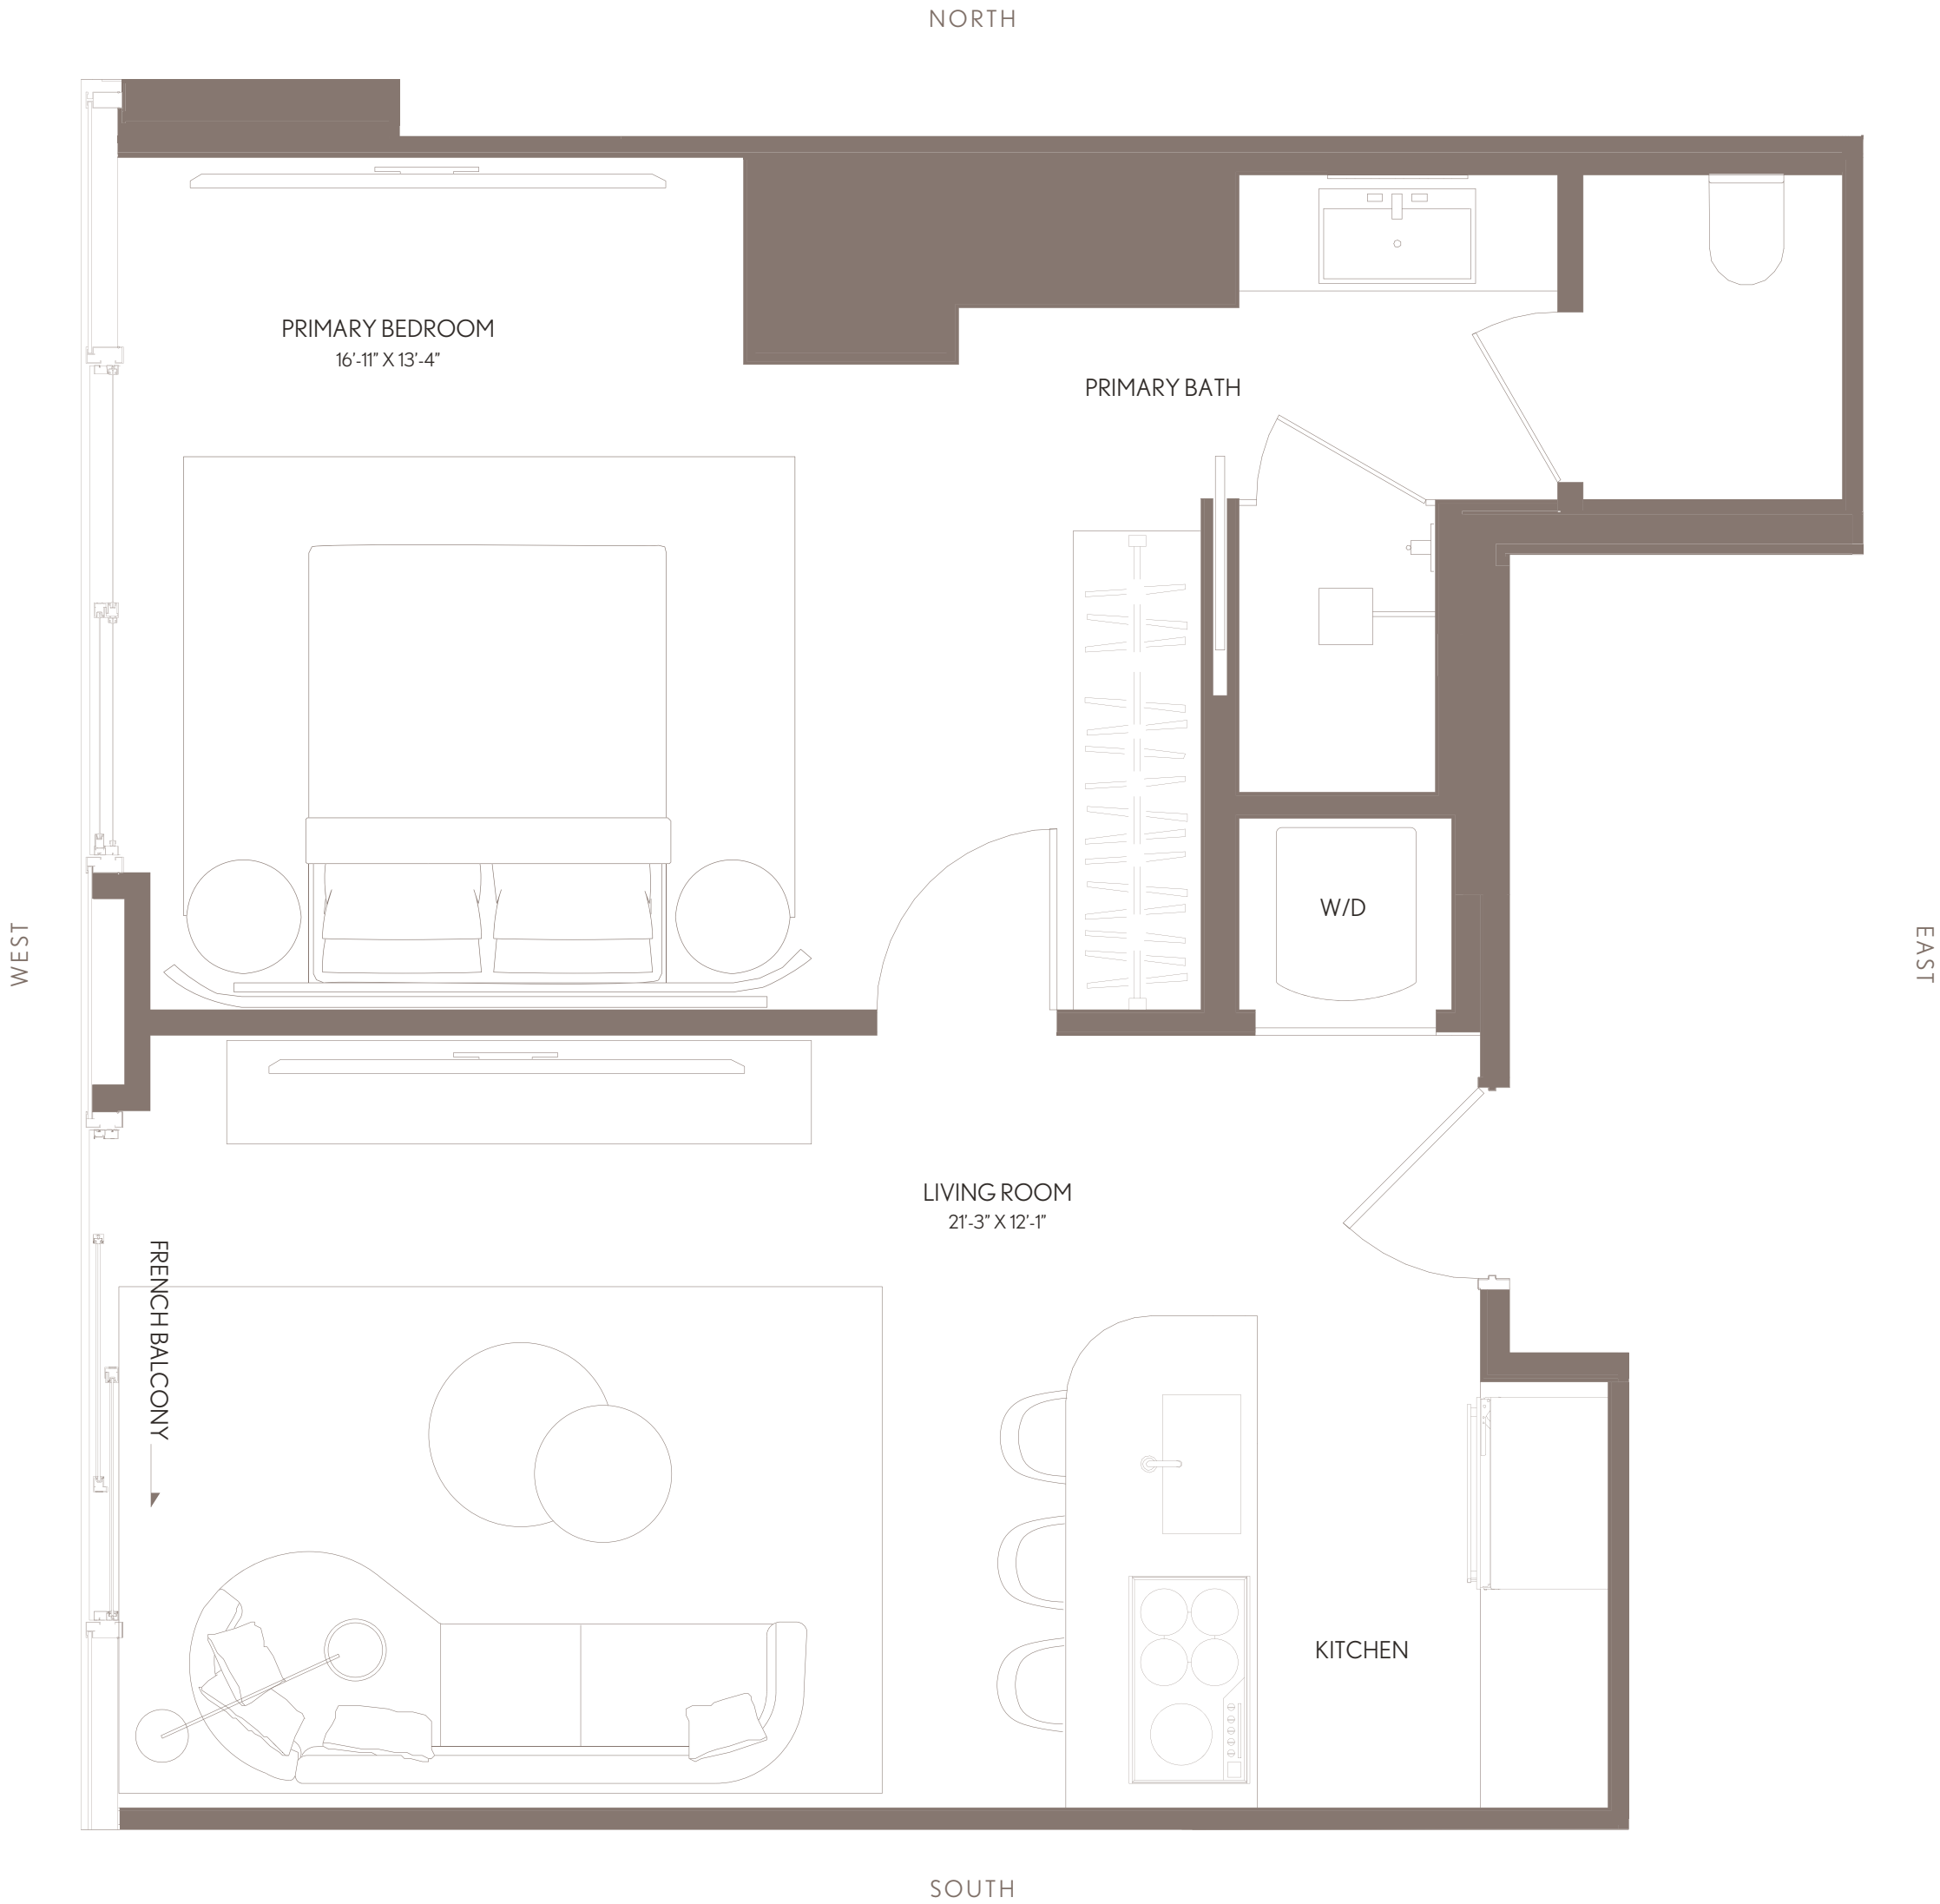 NORTH
PRIMARY BEDROOM
16'-11” X 13'-4”
PRIMARY BATH
WEST
W/D
EAST
LIVING ROOM
21'-3” X 12'-1”
FRENCH BALCONY
KITCHEN
SOUTH